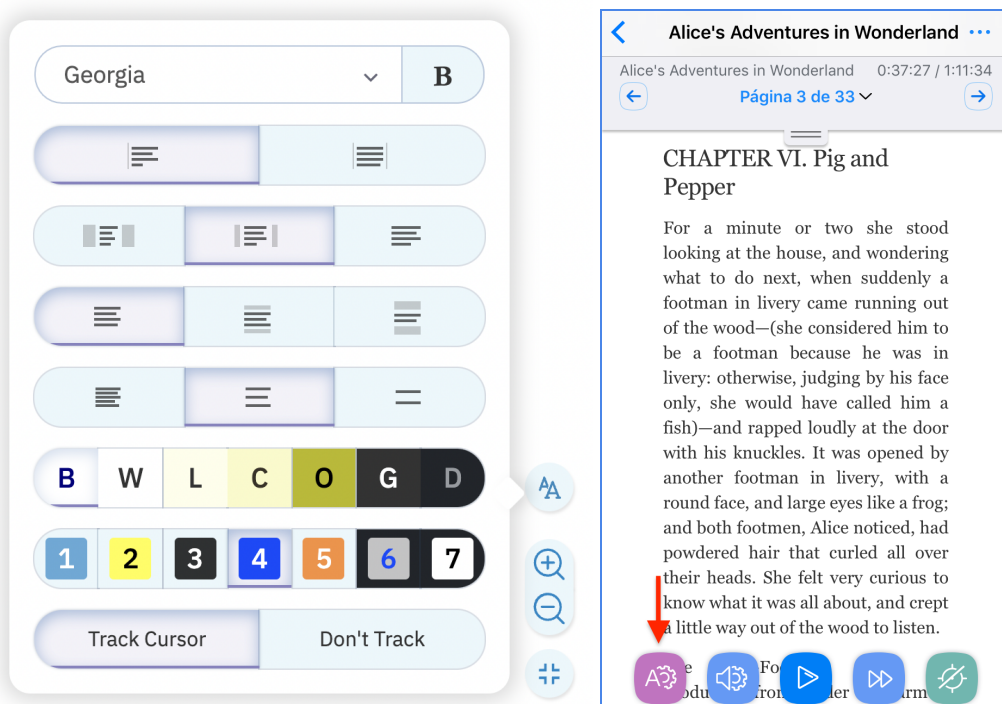 Georgia
B
B W L C O G D
1 2 3 4 5 6 7
Track Cursor Don't Track
AA
Alice's Adventures in Wonderland
Alice's Adventures in Wonderland 0:37:27 / 1:11:34
Página 3 de 33
CHAPTER VI. Pig and
Pepper
For a minute or two she stood
looking at the house, and wondering
what to do next, when suddenly a
footman in livery came running out
of the wood—(she considered him to
be a footman because he was in
livery: otherwise, judging by his face
only, she would have called him a
fish)—and rapped loudly at the door
with his knuckles. It was opened by
another footman in livery, with a
round face, and large eyes like a frog;
and both footmen, Alice noticed, had
powdered hair that curled all over
their heads. She felt very curious to
know what it was all about, and crept
a little way out of the wood to listen.
A